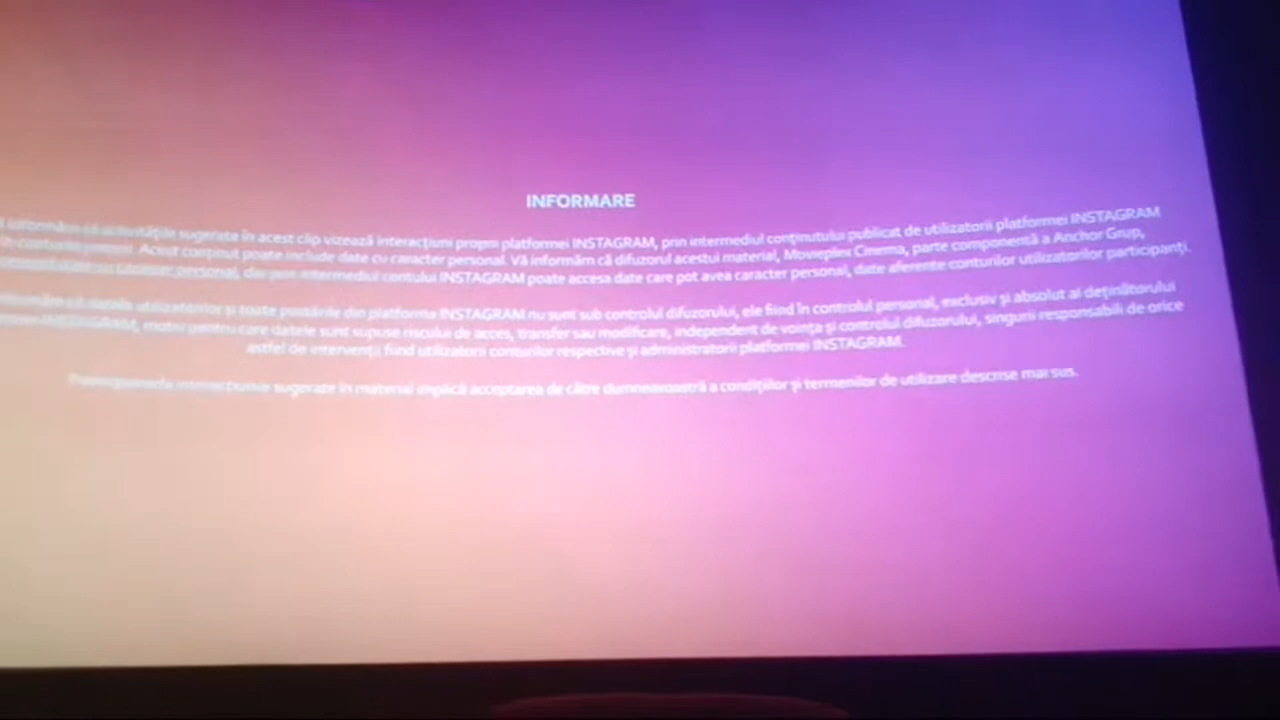 INFORMARE
informăm că activitățile sugerate în acest clip vizează interacțiuni proprii platformei INSTAGRAM, prin intermediul conținutului publicat de utilizatorii platformei INSTAGRAM
Acest conținut poate include date cu caracter personal. Vă informăm că difuzorul acestui material, Movieplex Cinema, parte componentă a Anchor Grup,
caracter personal, dar prin intermediul contului INSTAGRAM poate accesa date care pot avea caracter personal, date aferente conturilor utilizatorilor participanți.
utilizatorilor și toate postările din platforma INSTAGRAM nu sunt sub controlul difuzorului, ele fiind în controlul personal, exclusiv și absolut al deținătorului
INSTAGRAM, motiv pentru care datele sunt supuse riscului de acces, transfer sau modificare, independent de voința și controlul difuzorului, singurii responsabili de orice
astfel de intervenții fiind utilizatorii conturilor respective și administratorii platformei INSTAGRAM.
sugerate în material implică acceptarea de către dumneavoastră a condițiilor și termenilor de utilizare descrise mai sus.